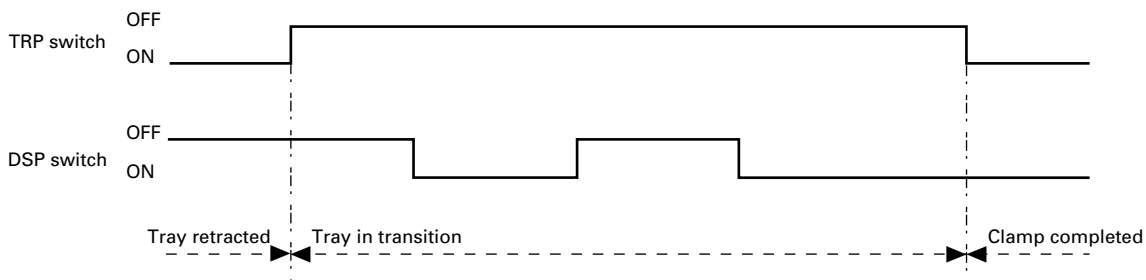 OFF
TRP switch
ON
OFF
DSP switch
ON
Tray retracted
Tray in transition
Clamp completed